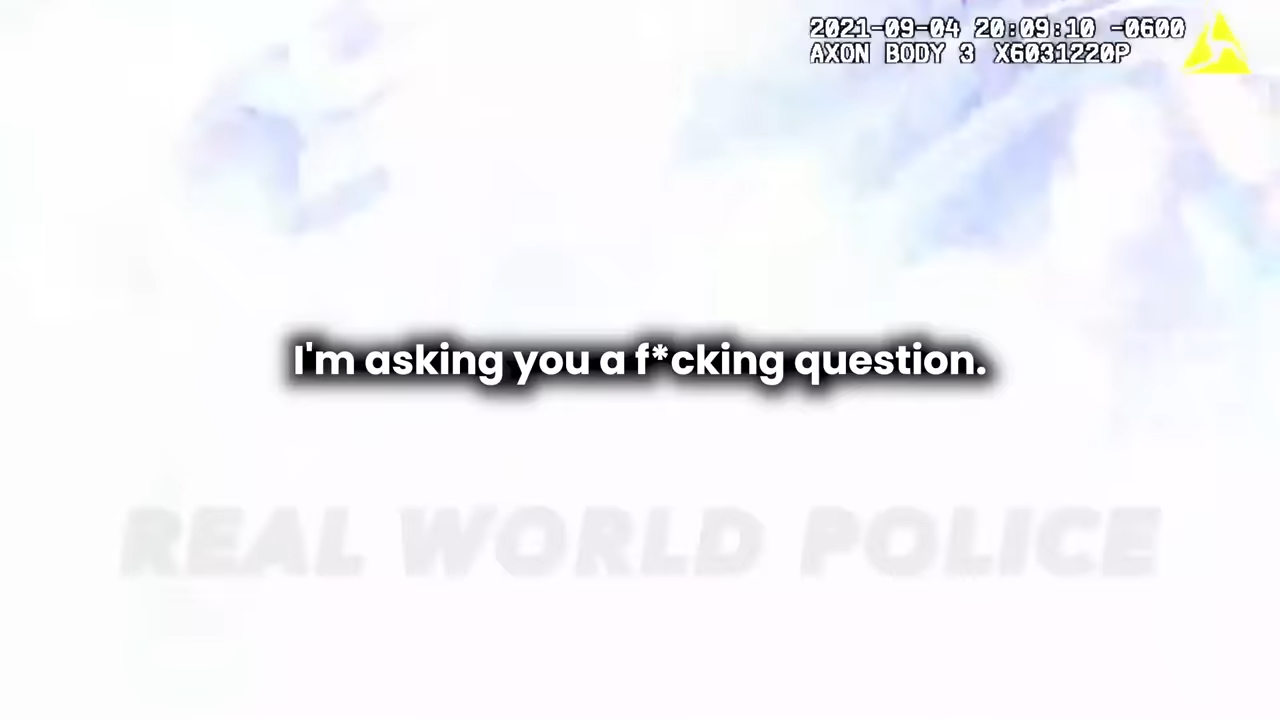 2021-09-04 20:09:10 -0600
AXON BODY 3 X6031220P
I'm asking you a f*cking question.
REAL WORLD POLICE